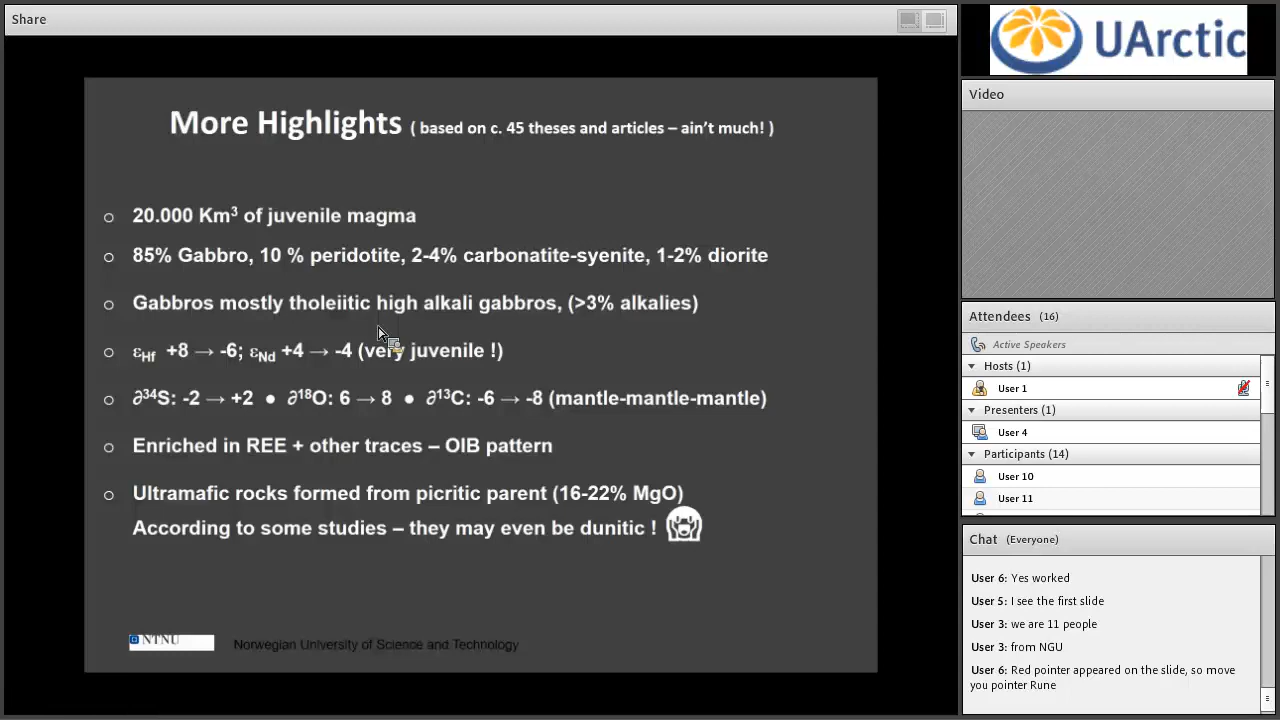 Share
More Highlights ( based on c. 45 theses and articles – ain’t much! )
20.000 Km³ of juvenile magma
85% Gabbro, 10 % peridotite, 2-4% carbonatite-syenite, 1-2% diorite
Gabbros mostly tholeiitic high alkali gabbros, (>3% alkalies)
εHf +8 → -6; εNd +4 → -4 (very juvenile !)
∂³⁴S: -2 → +2 ● ∂¹⁸O: 6 → 8 ● ∂¹³C: -6 → -8 (mantle-mantle-mantle)
Enriched in REE + other traces – OIB pattern
Ultramafic rocks formed from picritic parent (16-22% MgO)
According to some studies – they may even be dunitic !
NTNU
Norwegian University of Science and Technology
UArctic
Video
Attendees (16)
Active Speakers
Hosts (1)
User 1
Presenters (1)
User 4
Participants (14)
User 10
User 11
Chat (Everyone)
User 6: Yes worked
User 5: I see the first slide
User 3: we are 11 people
User 3: from NGU
User 6: Red pointer appeared on the slide, so move
you pointer Rune